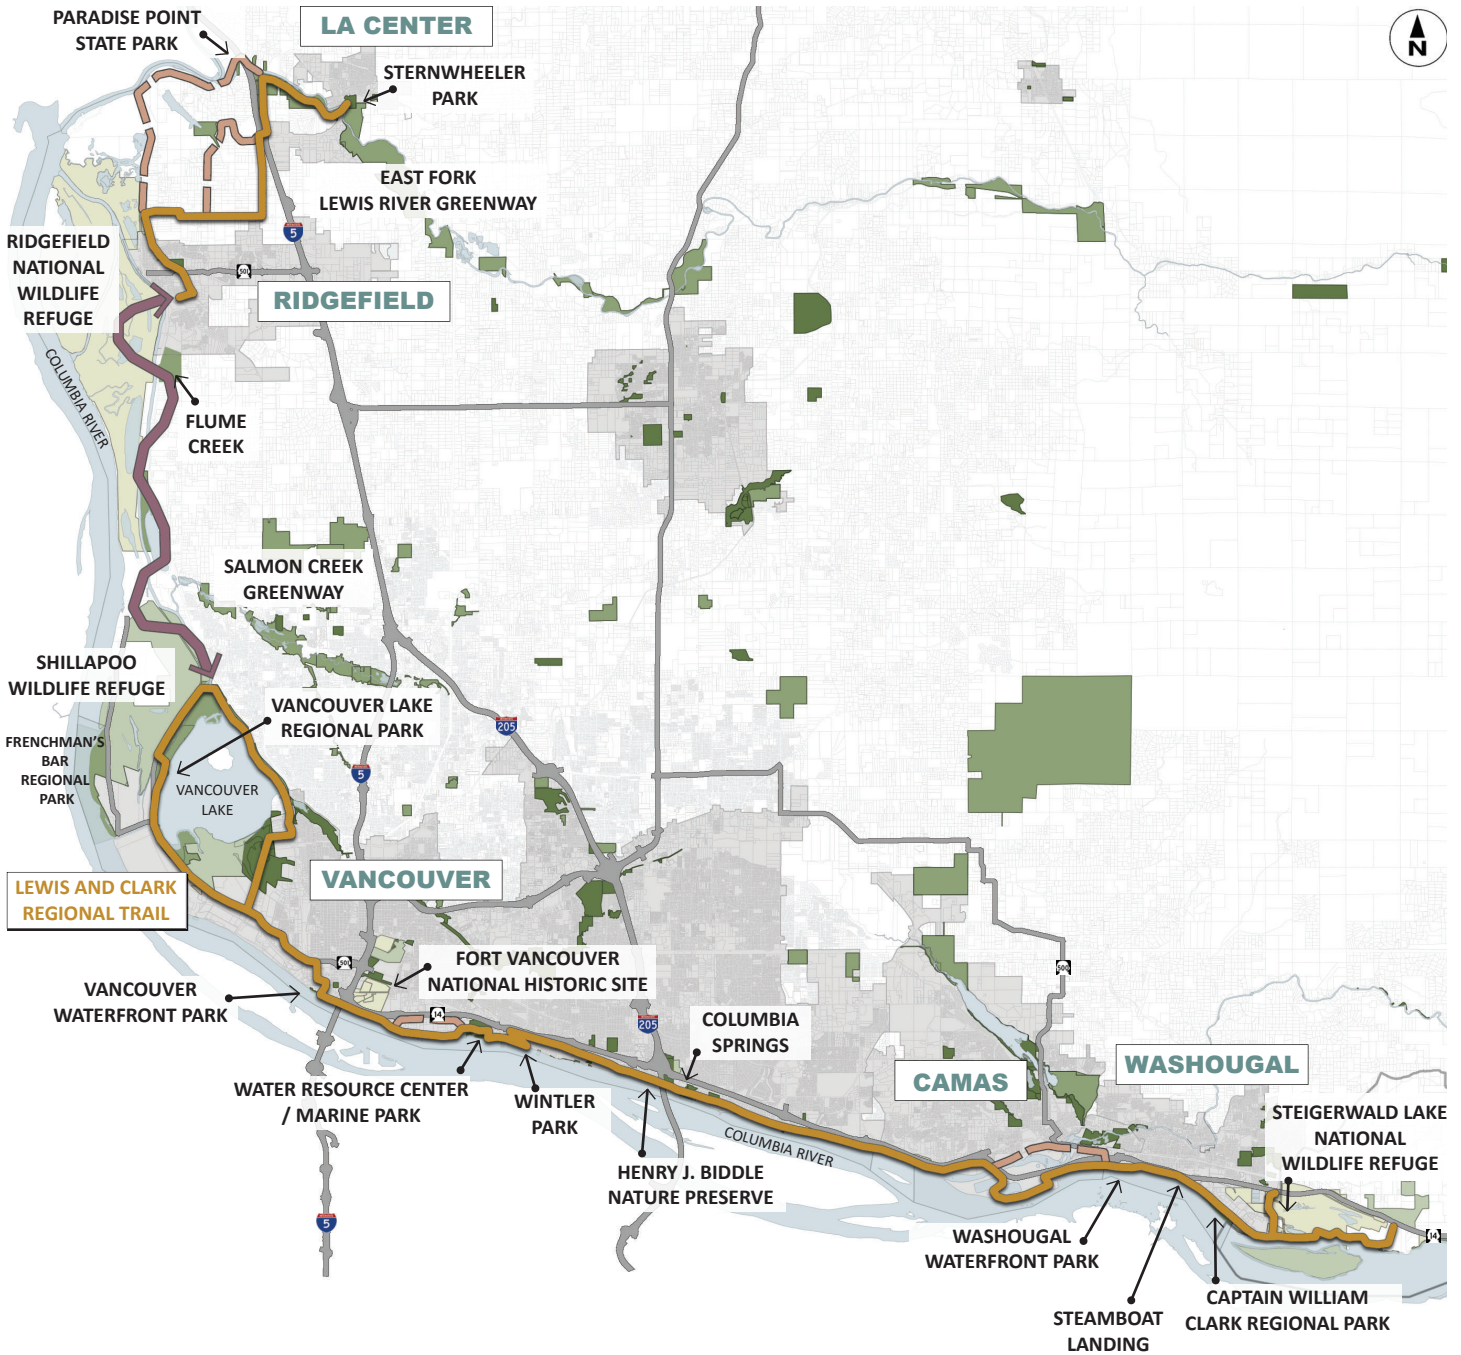 PARADISE POINT
STATE PARK
LA CENTER
N
STERNWHEELER
PARK
EAST FORK
LEWIS RIVER GREENWAY
5
RIDGEFIELD
NATIONAL
WILDLIFE
REFUGE
501
RIDGEFIELD
COLUMBIA RIVER
FLUME
CREEK
SALMON CREEK
GREENWAY
SHILLAPOO
WILDLIFE REFUGE
VANCOUVER LAKE
REGIONAL PARK
205
FRENCHMAN'S
BAR
REGIONAL
PARK
5
VANCOUVER
LAKE
VANCOUVER
LEWIS AND CLARK
REGIONAL TRAIL
FORT VANCOUVER
NATIONAL HISTORIC SITE
501
500
VANCOUVER
WATERFRONT PARK
14
205
COLUMBIA
SPRINGS
WASHOUGAL
CAMAS
WATER RESOURCE CENTER
/ MARINE PARK
WINTLER
PARK
STEIGERWALD LAKE
NATIONAL
WILDLIFE REFUGE
COLUMBIA RIVER
HENRY J. BIDDLE
NATURE PRESERVE
5
WASHOUGAL
WATERFRONT PARK
14
STEAMBOAT
LANDING
CAPTAIN WILLIAM
CLARK REGIONAL PARK